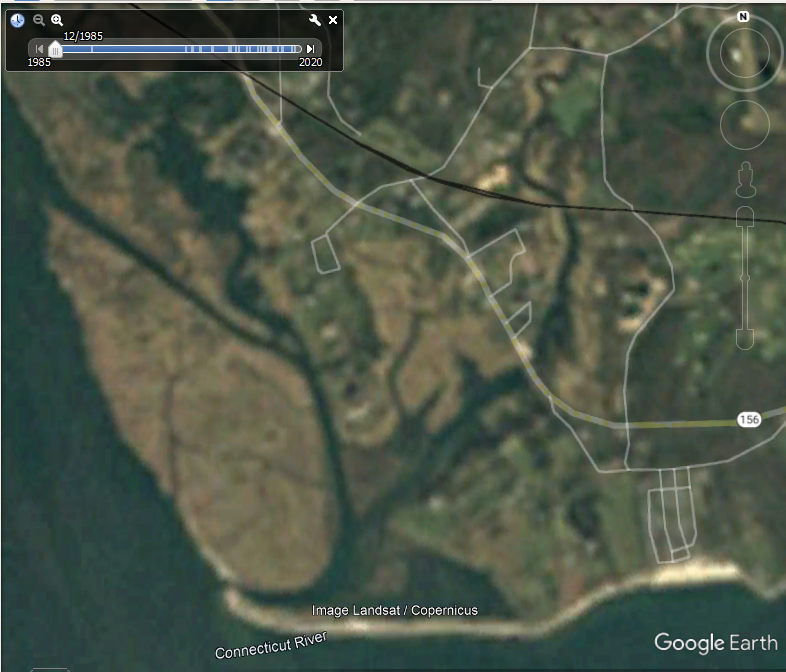 12/1985
1985
2020
N
156
Image Landsat / Copernicus
Connecticut River
Google Earth